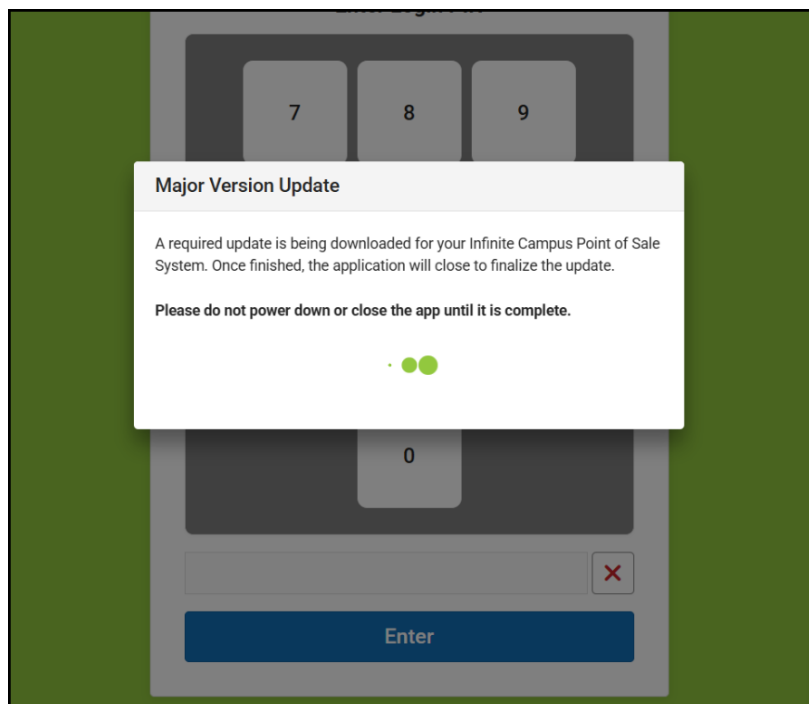 7 8 9
Major Version Update
A required update is being downloaded for your Infinite Campus Point of Sale
System. Once finished, the application will close to finalize the update.
Please do not power down or close the app until it is complete.
0
Enter